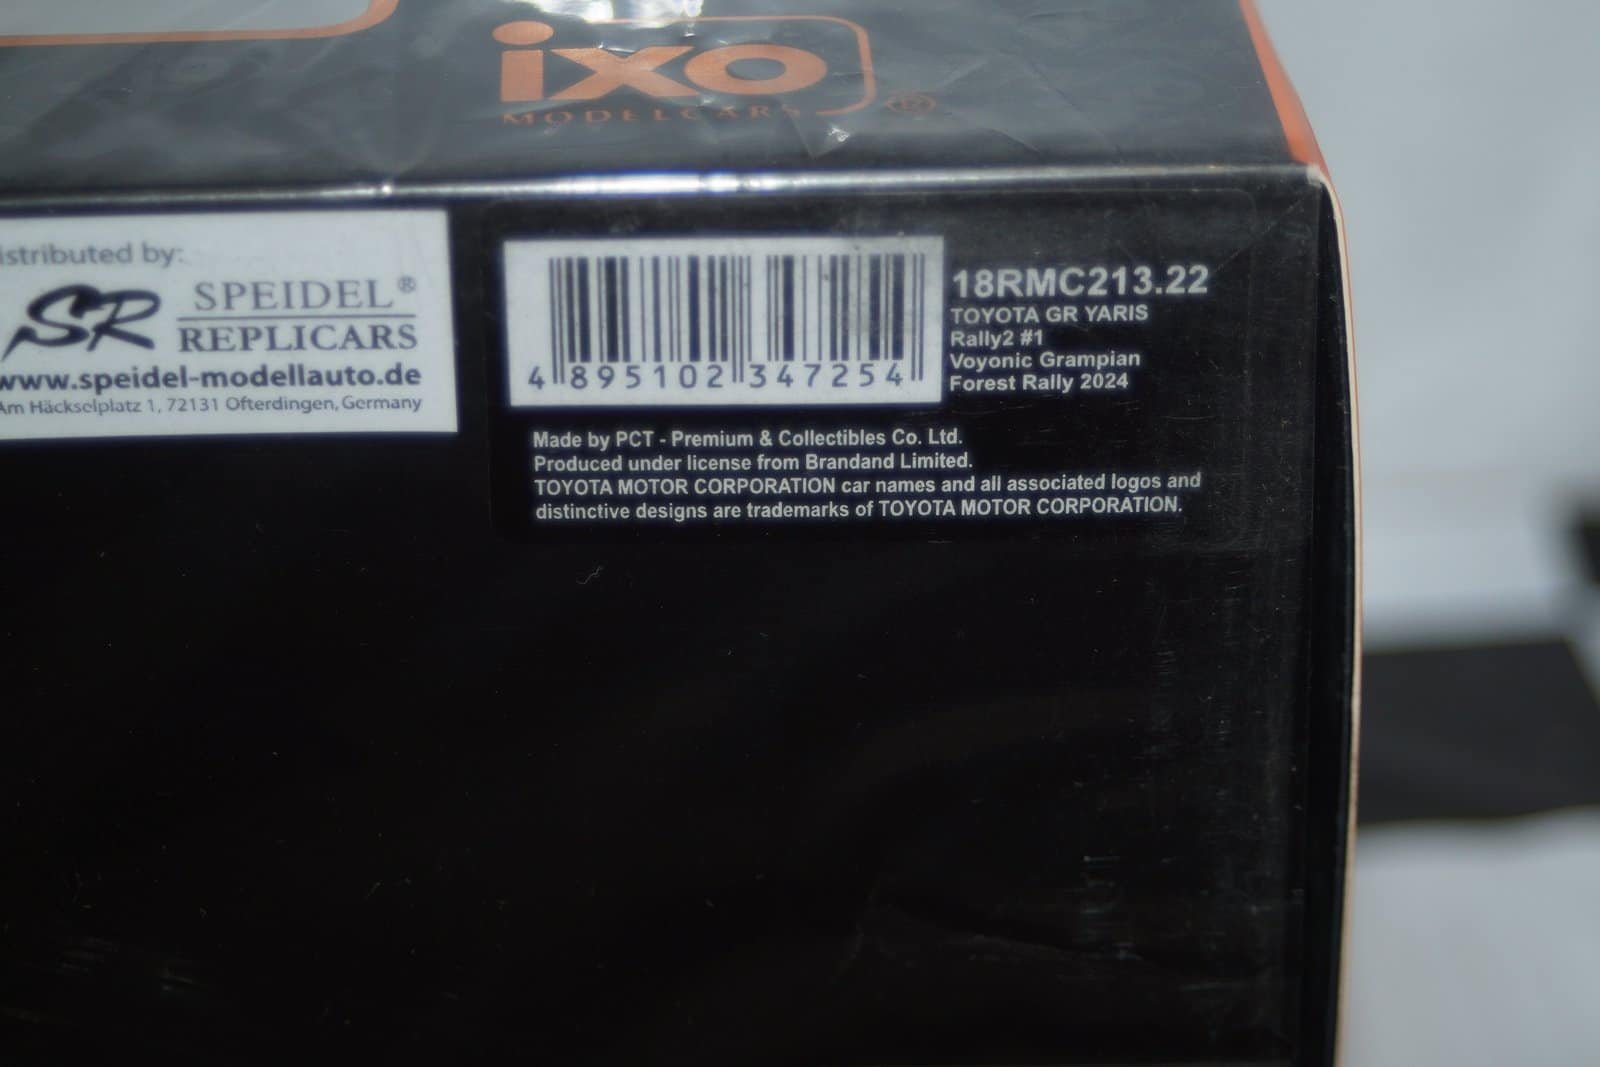 ixo
MODELCARS ®
istributed by:
SR SPEIDEL®
REPLICARS
www.speidel-modellauto.de
Am Häckselplatz 1, 72131 Ofterdingen, Germany
4 895102 347254
18RMC213.22
TOYOTA GR YARIS
Rally2 #1
Voyonic Grampian
Forest Rally 2024
Made by PCT - Premium & Collectibles Co. Ltd.
Produced under license from Brandand Limited.
TOYOTA MOTOR CORPORATION car names and all associated logos and
distinctive designs are trademarks of TOYOTA MOTOR CORPORATION.